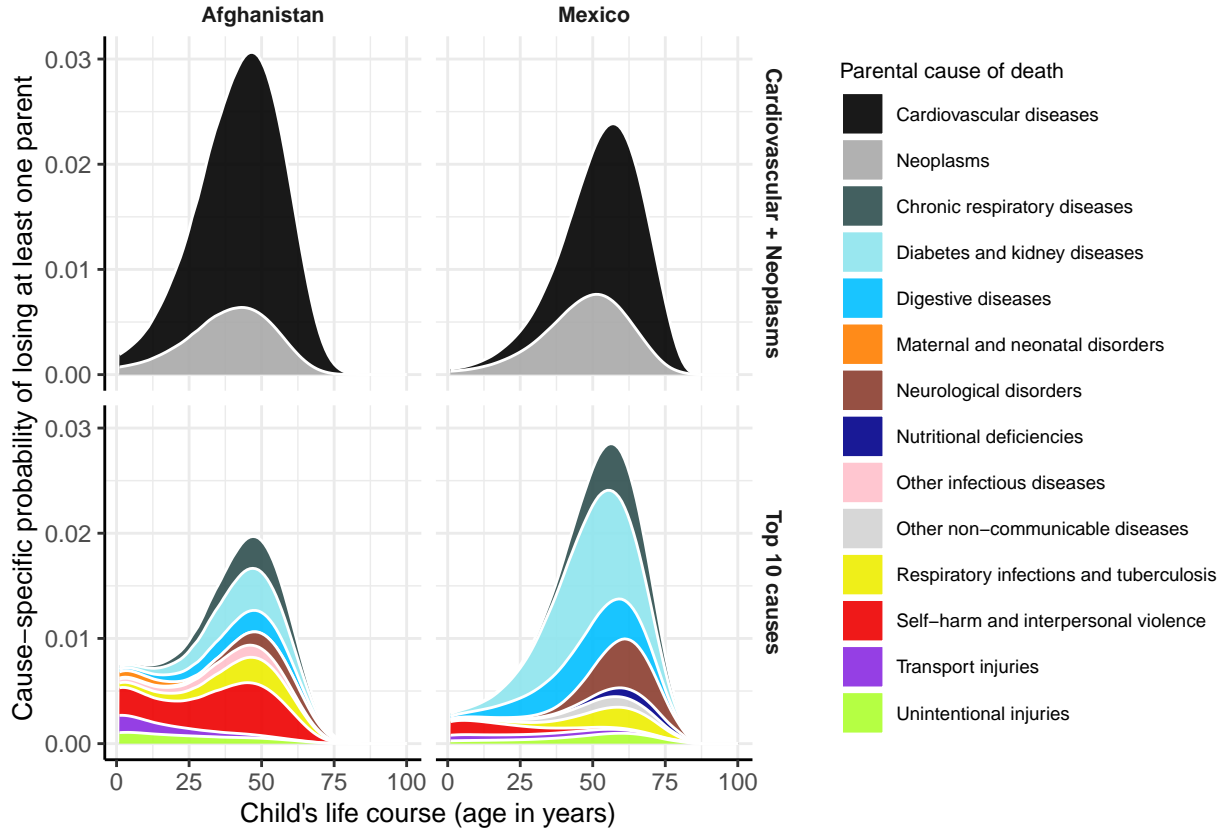 Afghanistan
Mexico
Cause−specific probability of losing at least one parent
0.03
0.02
0.01
0.00
Cardiovascular + Neoplasms
0.03
0.02
0.01
0.00
Top 10 causes
0 25 50 75 100
0 25 50 75 100
Child's life course (age in years)
Parental cause of death
Cardiovascular diseases
Neoplasms
Chronic respiratory diseases
Diabetes and kidney diseases
Digestive diseases
Maternal and neonatal disorders
Neurological disorders
Nutritional deficiencies
Other infectious diseases
Other non−communicable diseases
Respiratory infections and tuberculosis
Self−harm and interpersonal violence
Transport injuries
Unintentional injuries